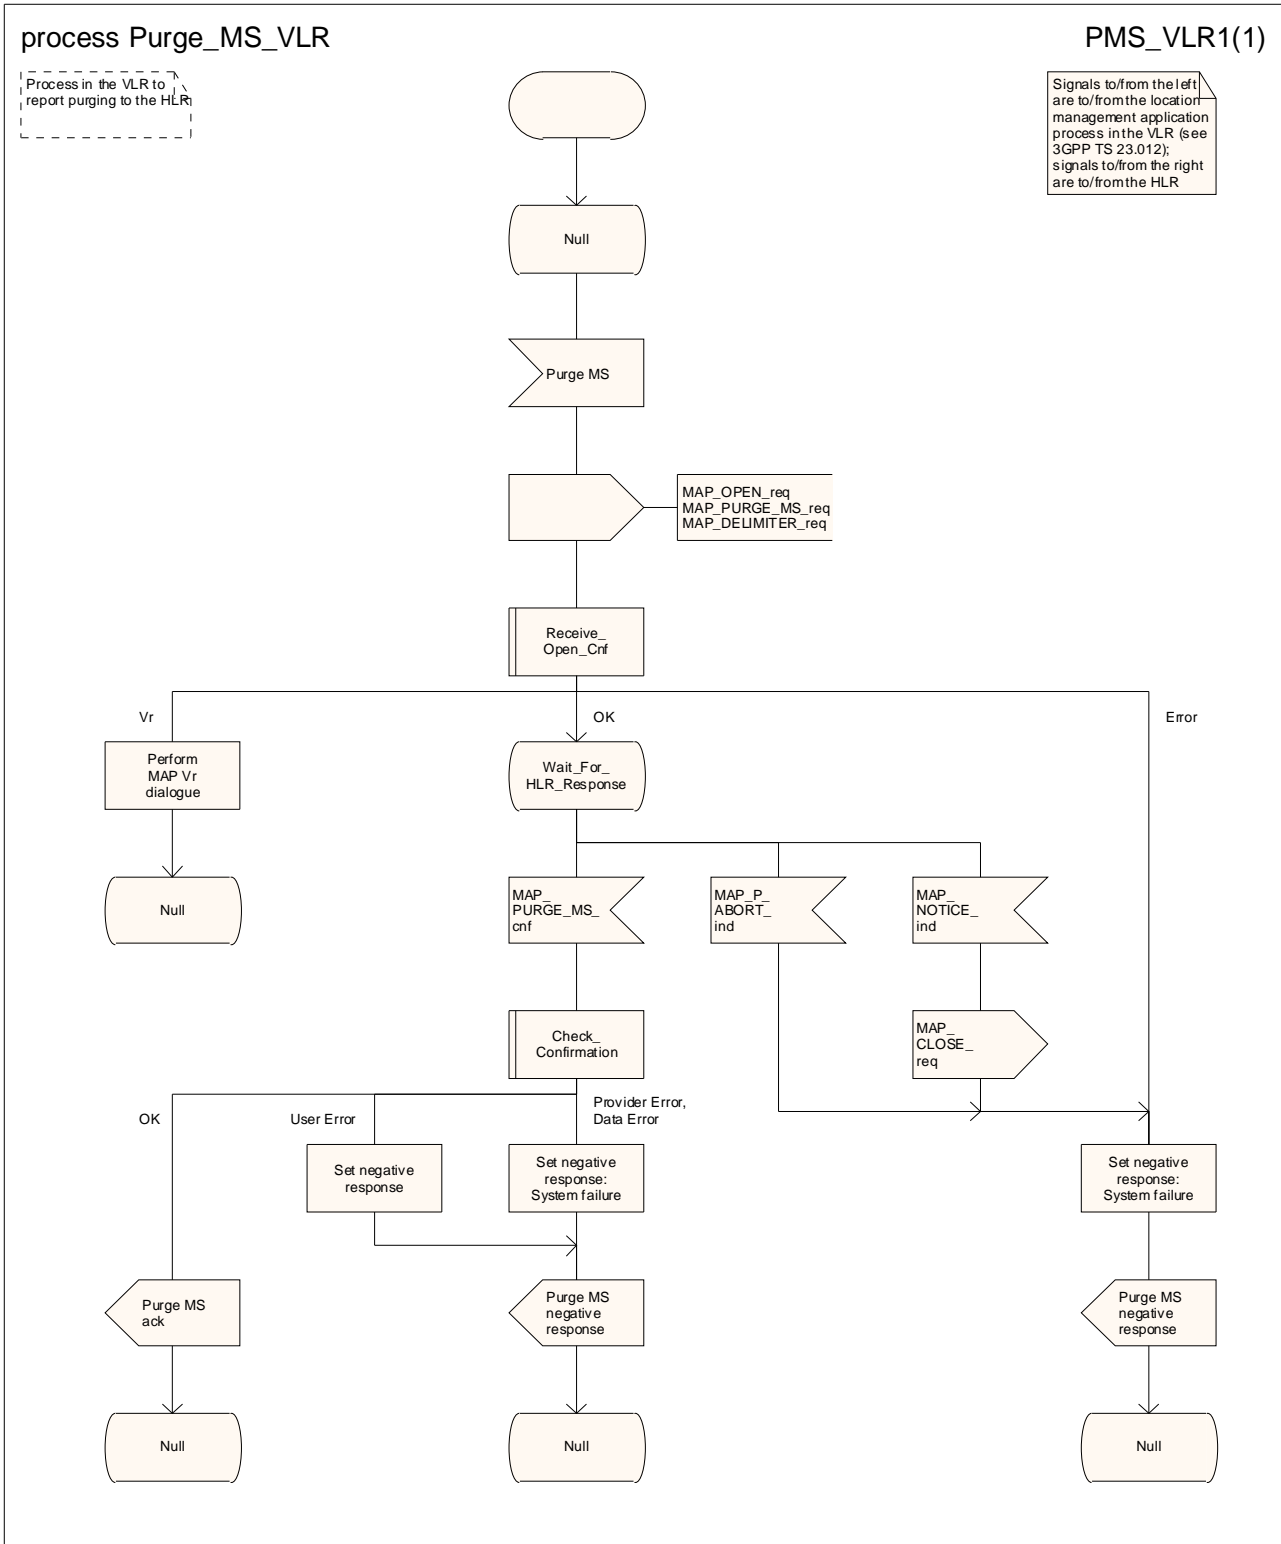 process Purge_MS_VLR
PMS_VLR1(1)
Process in the VLR to
report purging to the HLR
Signals to/from the left
are to/from the location
management application
process in the VLR (see
3GPP TS 23.012);
signals to/from the right
are to/from the HLR
Null
Purge MS
MAP_OPEN_req
MAP_PURGE_MS_req
MAP_DELIMITER_req
Receive_
Open_Cnf
Vr
OK
Error
Perform
MAP Vr
dialogue
Wait_For_
HLR_Response
Null
MAP_
PURGE_MS_
cnf
MAP_P_
ABORT_
ind
MAP_
NOTICE_
ind
Check_
Confirmation
MAP_
CLOSE_
req
OK
User Error
Provider Error,
Data Error
Set negative
response
Set negative
response:
System failure
Set negative
response:
System failure
Purge MS
ack
Purge MS
negative
response
Purge MS
negative
response
Null
Null
Null